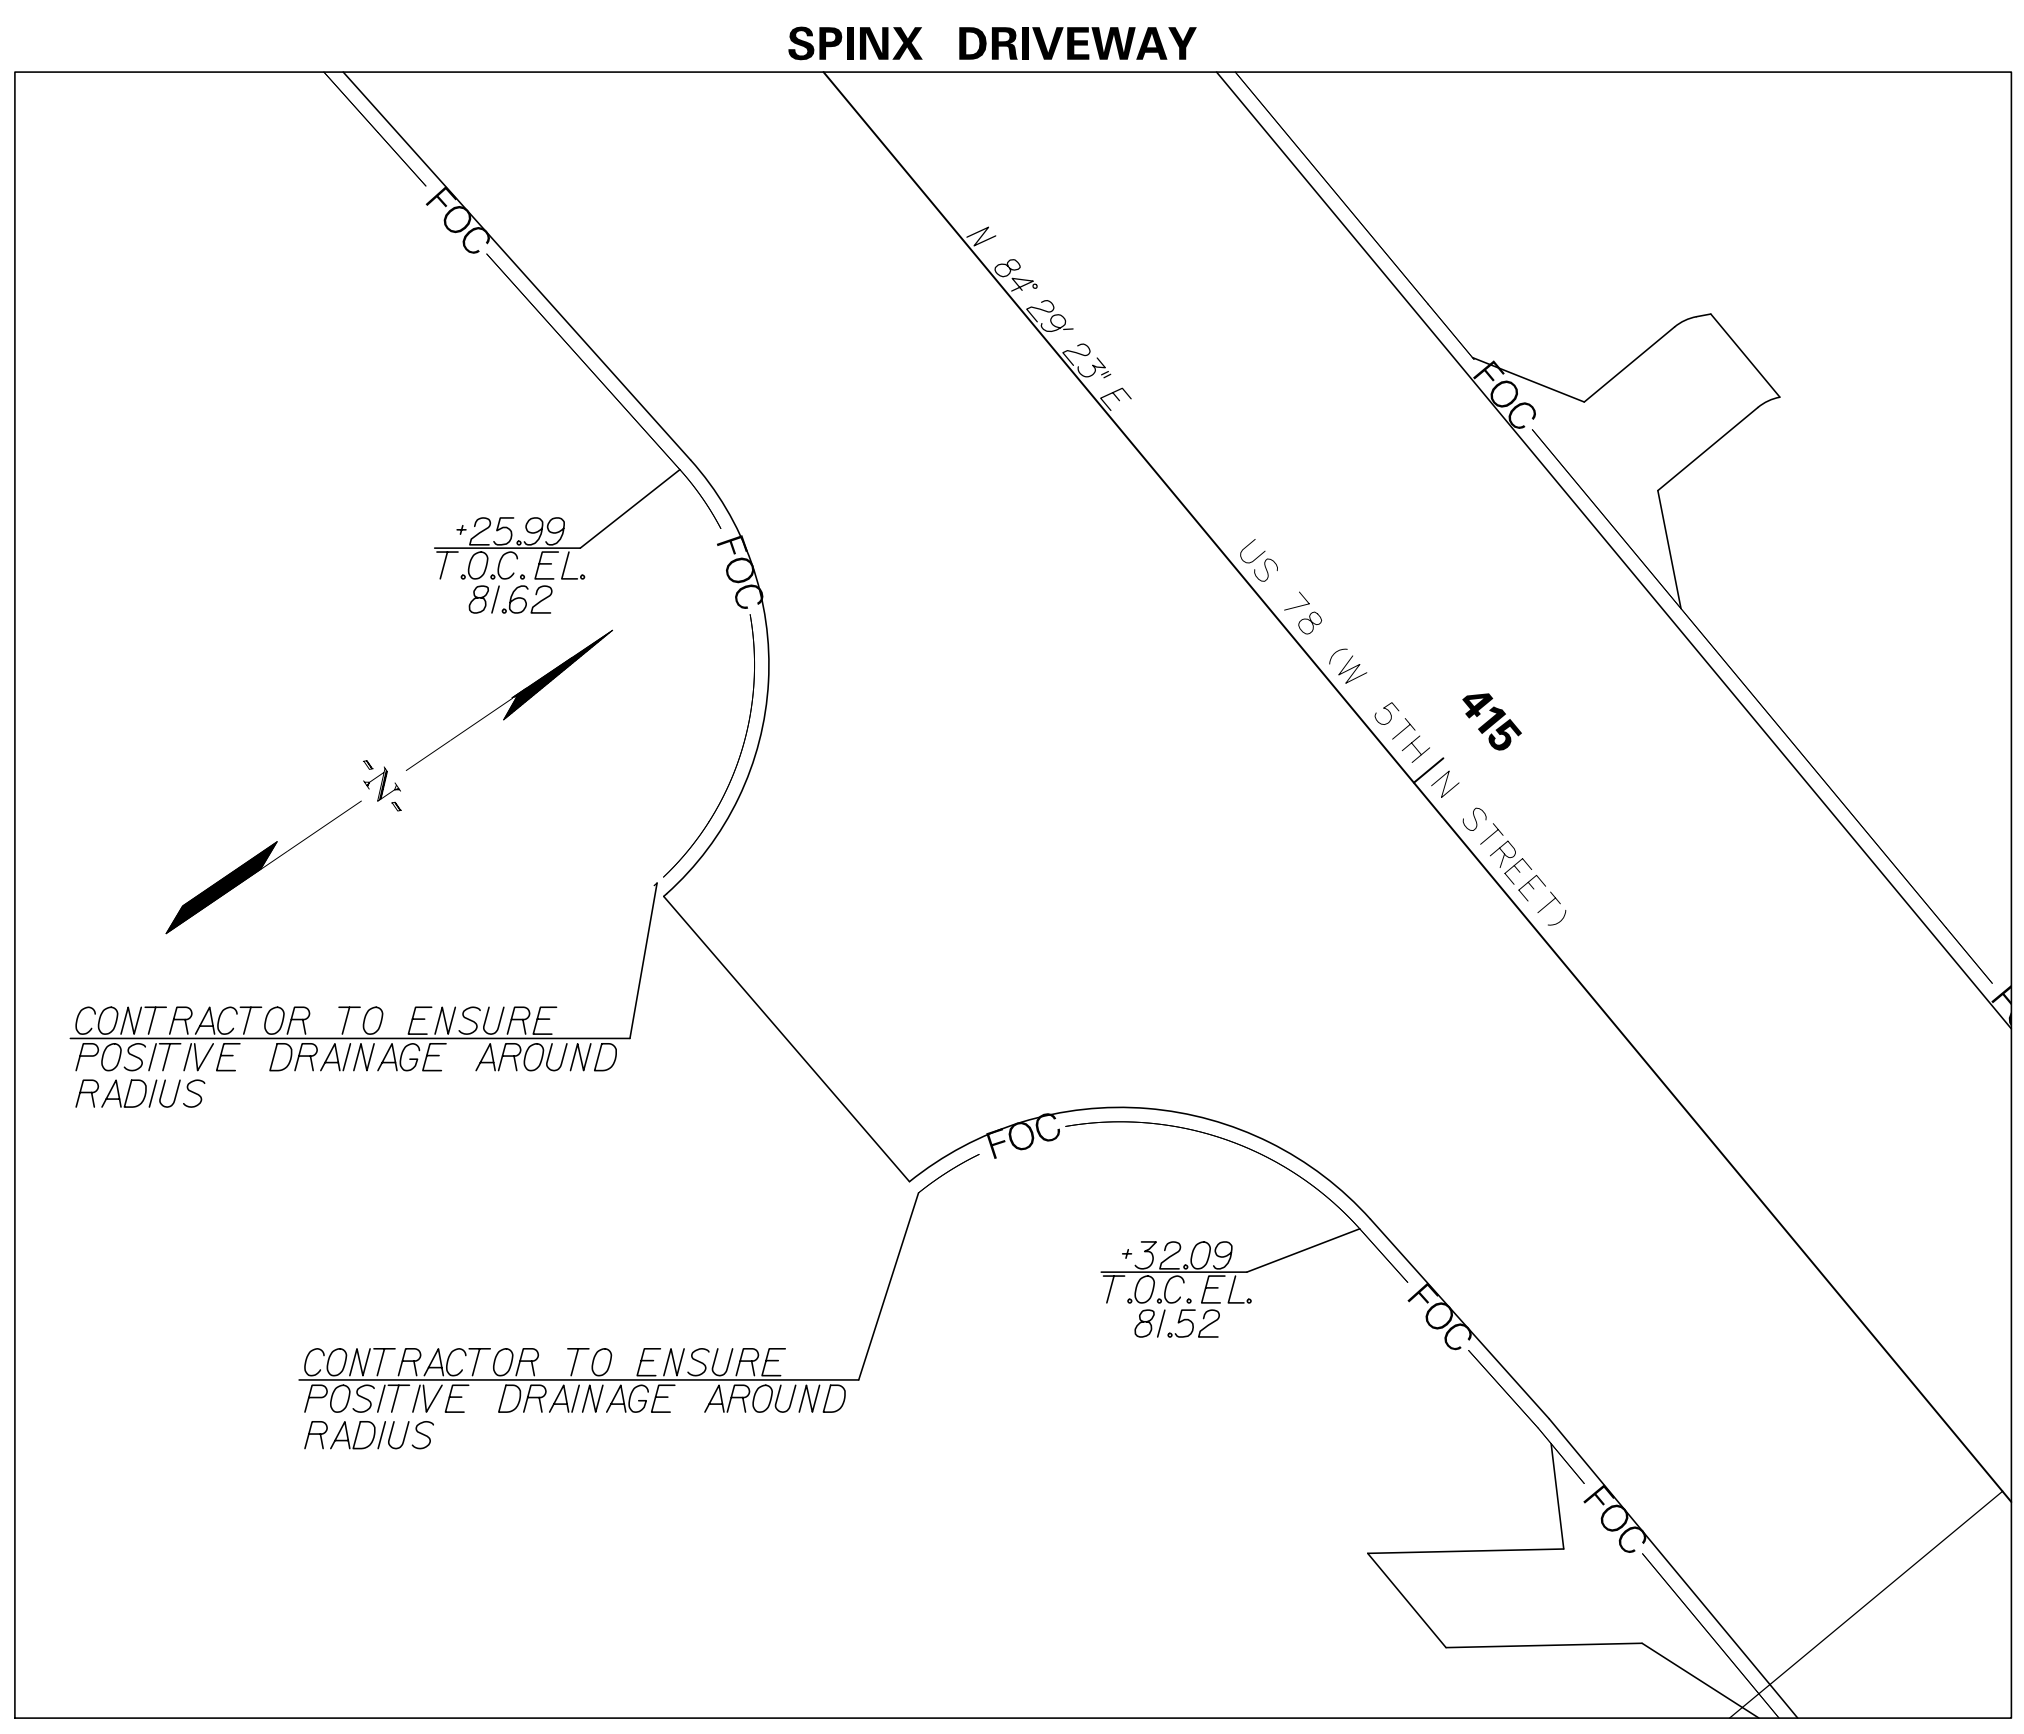 SPINX DRIVEWAY
FOC
N 84°29'23" E
FOC
+25.99
T.O.C. EL.
81.62
FOC
US 78 (W 5TH N STREET)
415
-N-
CONTRACTOR TO ENSURE
POSITIVE DRAINAGE AROUND
RADIUS
FOC
+32.09
T.O.C. EL.
81.52
FOC
CONTRACTOR TO ENSURE
POSITIVE DRAINAGE AROUND
RADIUS
FOC